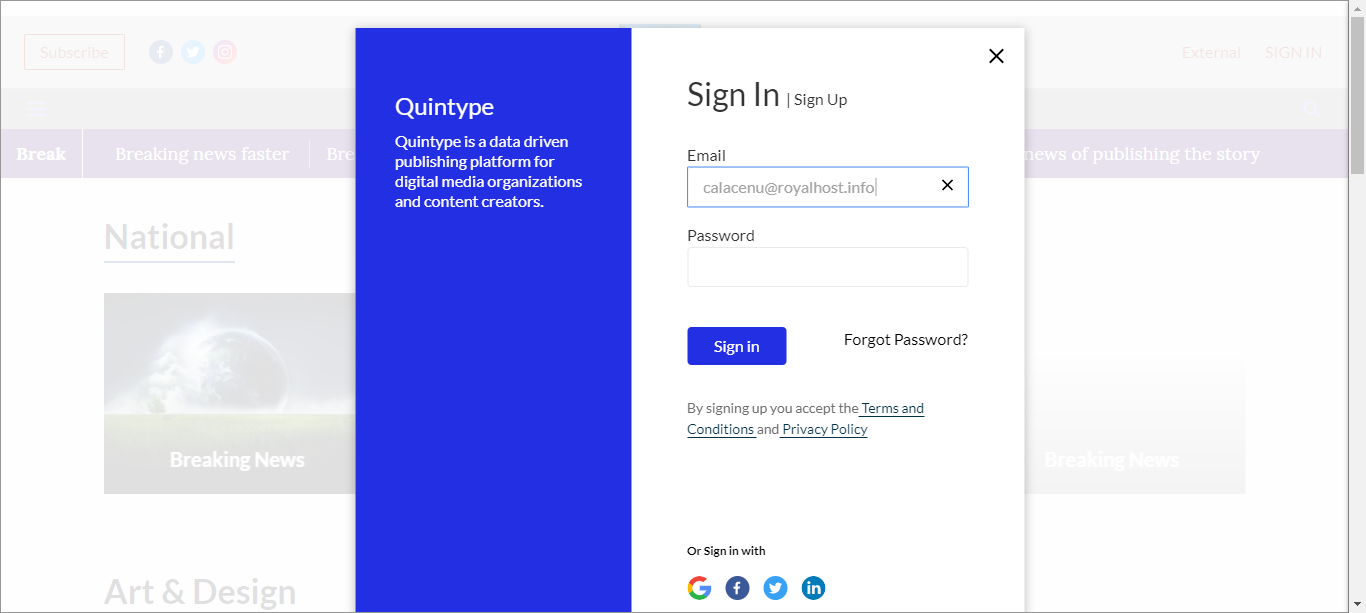 Subscribe
External
SIGN IN
Break
Breaking news faster
Bre
news of publishing the story
National
Breaking News
Breaking News
Art & Design
Quintype
Quintype is a data driven
publishing platform for
digital media organizations
and content creators.
Sign In | Sign Up
Email
calacenu@royalhost.info
Password
Sign in
Forgot Password?
By signing up you accept the Terms and
Conditions and Privacy Policy
Or Sign in with